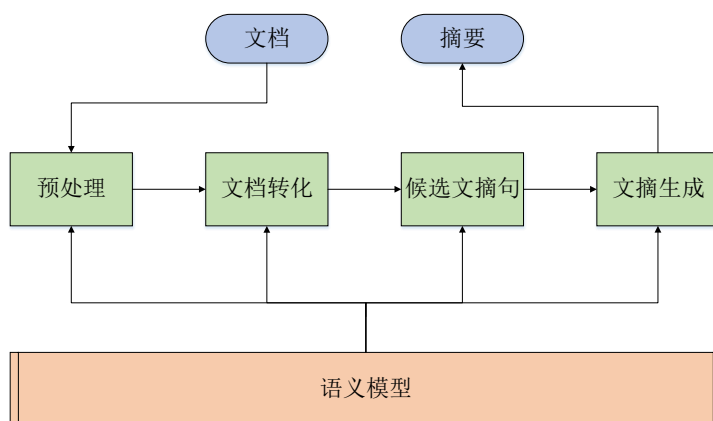 文档
摘要
预处理
文档转化
候选文摘句
文摘生成
语义模型